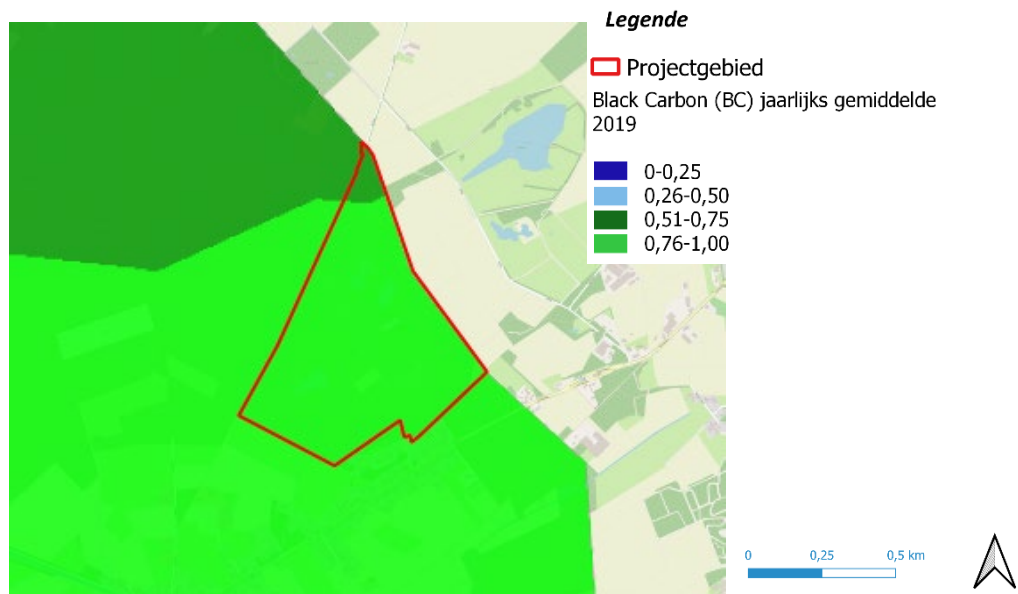 Legende
Projectgebied
Black Carbon (BC) jaarlijks gemiddelde
2019
0-0,25
0,26-0,50
0,51-0,75
0,76-1,00
0 0,25 0,5 km